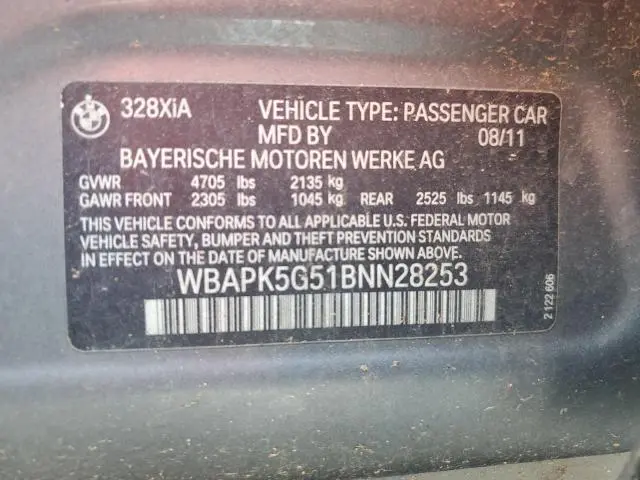 328XiA VEHICLE TYPE: PASSENGER CAR
MFD BY 08/11
BAYERISCHE MOTOREN WERKE AG
GVWR 4705 lbs 2135 kg
GAWR FRONT 2305 lbs 1045 kg REAR 2525 lbs 1145 kg
THIS VEHICLE CONFORMS TO ALL APPLICABLE U.S. FEDERAL MOTOR
VEHICLE SAFETY, BUMPER AND THEFT PREVENTION STANDARDS
IN EFFECT ON THE DATE OF MANUFACTURE SHOWN ABOVE:
WBAPK5G51BNN28253
2 122 606